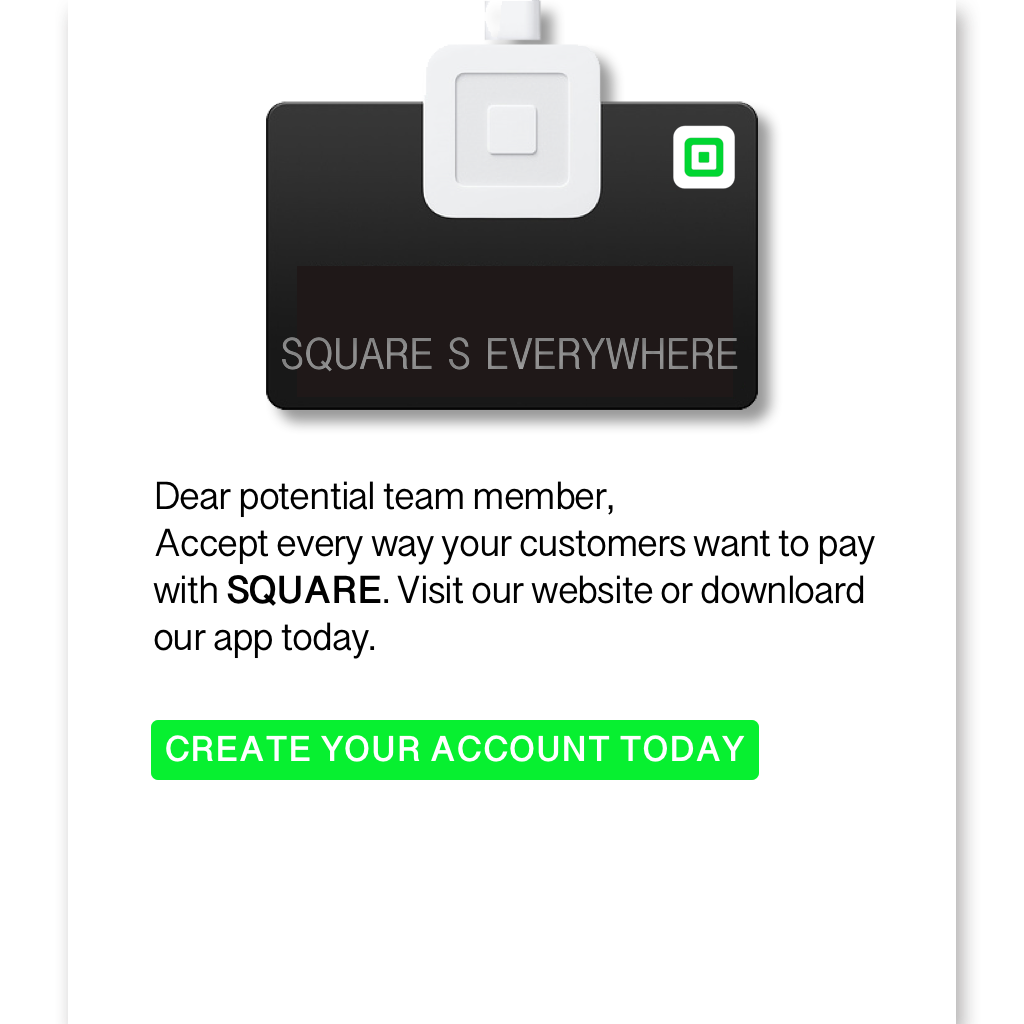 SQUARE S EVERYWHERE
Dear potential team member,
Accept every way your customers want to pay
with SQUARE. Visit our website or downloard
our app today.
CREATE YOUR ACCOUNT TODAY